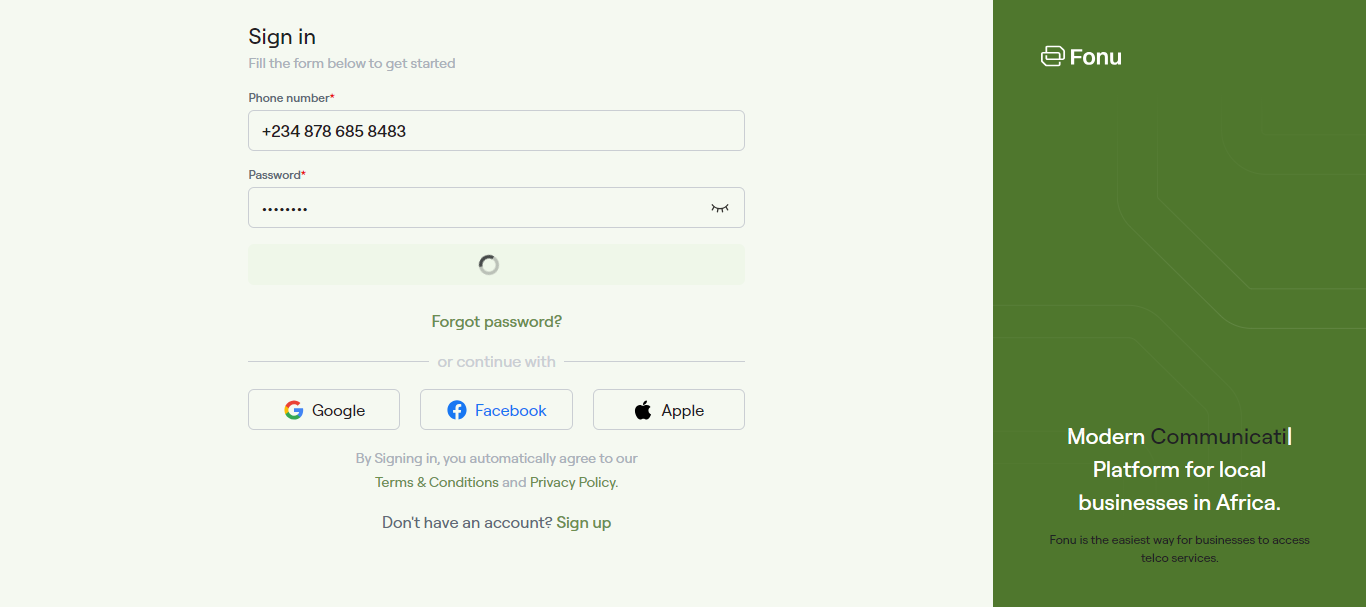 Sign in
Fill the form below to get started
Phone number*
+234 878 685 8483
Password*
••••••••
Forgot password?
or continue with
Google
Facebook
Apple
By Signing in, you automatically agree to our
Terms & Conditions and Privacy Policy.
Don't have an account? Sign up
Fonu
Modern Communicati
Platform for local
businesses in Africa.
Fonu is the easiest way for businesses to access
telco services.